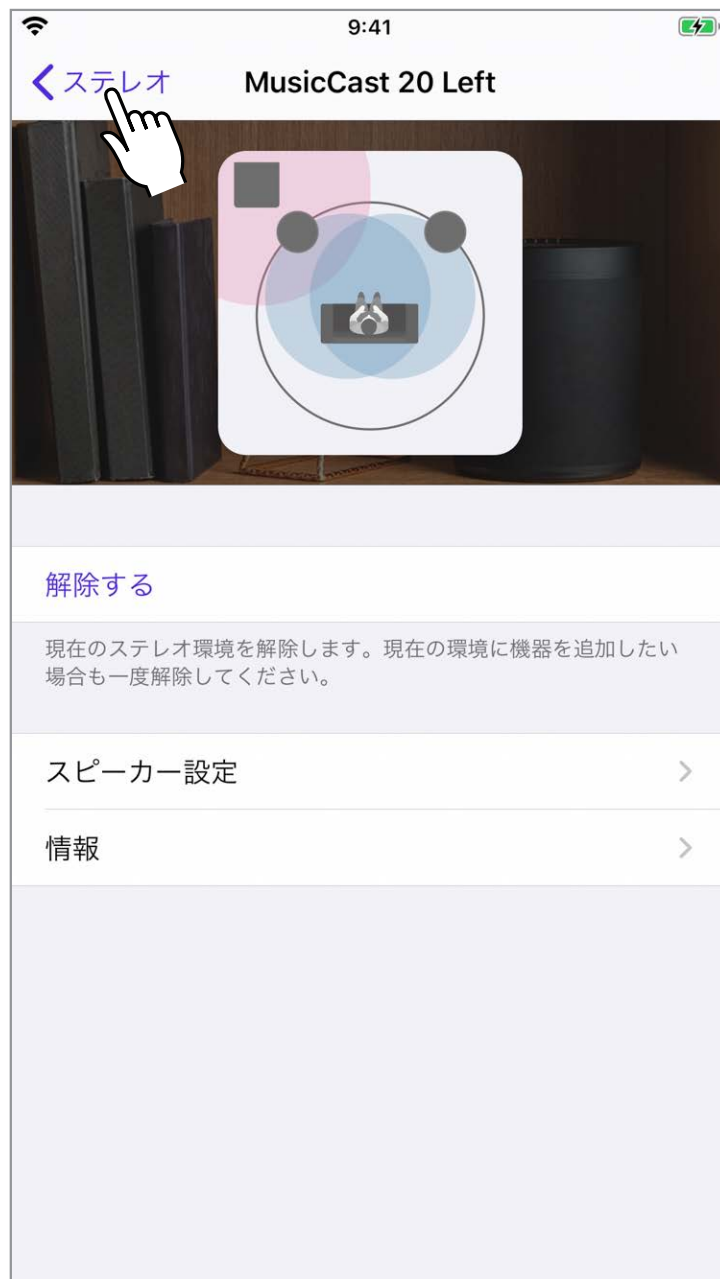 9:41
ステレオ
MusicCast 20 Left
解除する
現在のステレオ環境を解除します。現在の環境に機器を追加したい
場合も一度解除してください。
スピーカー設定
情報